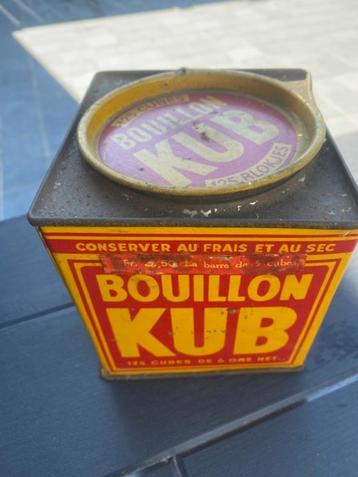 BOUILLON
KUB
125 BLOKJES
CONSERVER AU FRAIS ET AU SEC
La barre de 5 cubes
BOUILLON
KUB
125 CUBES DE 6 GRS NET